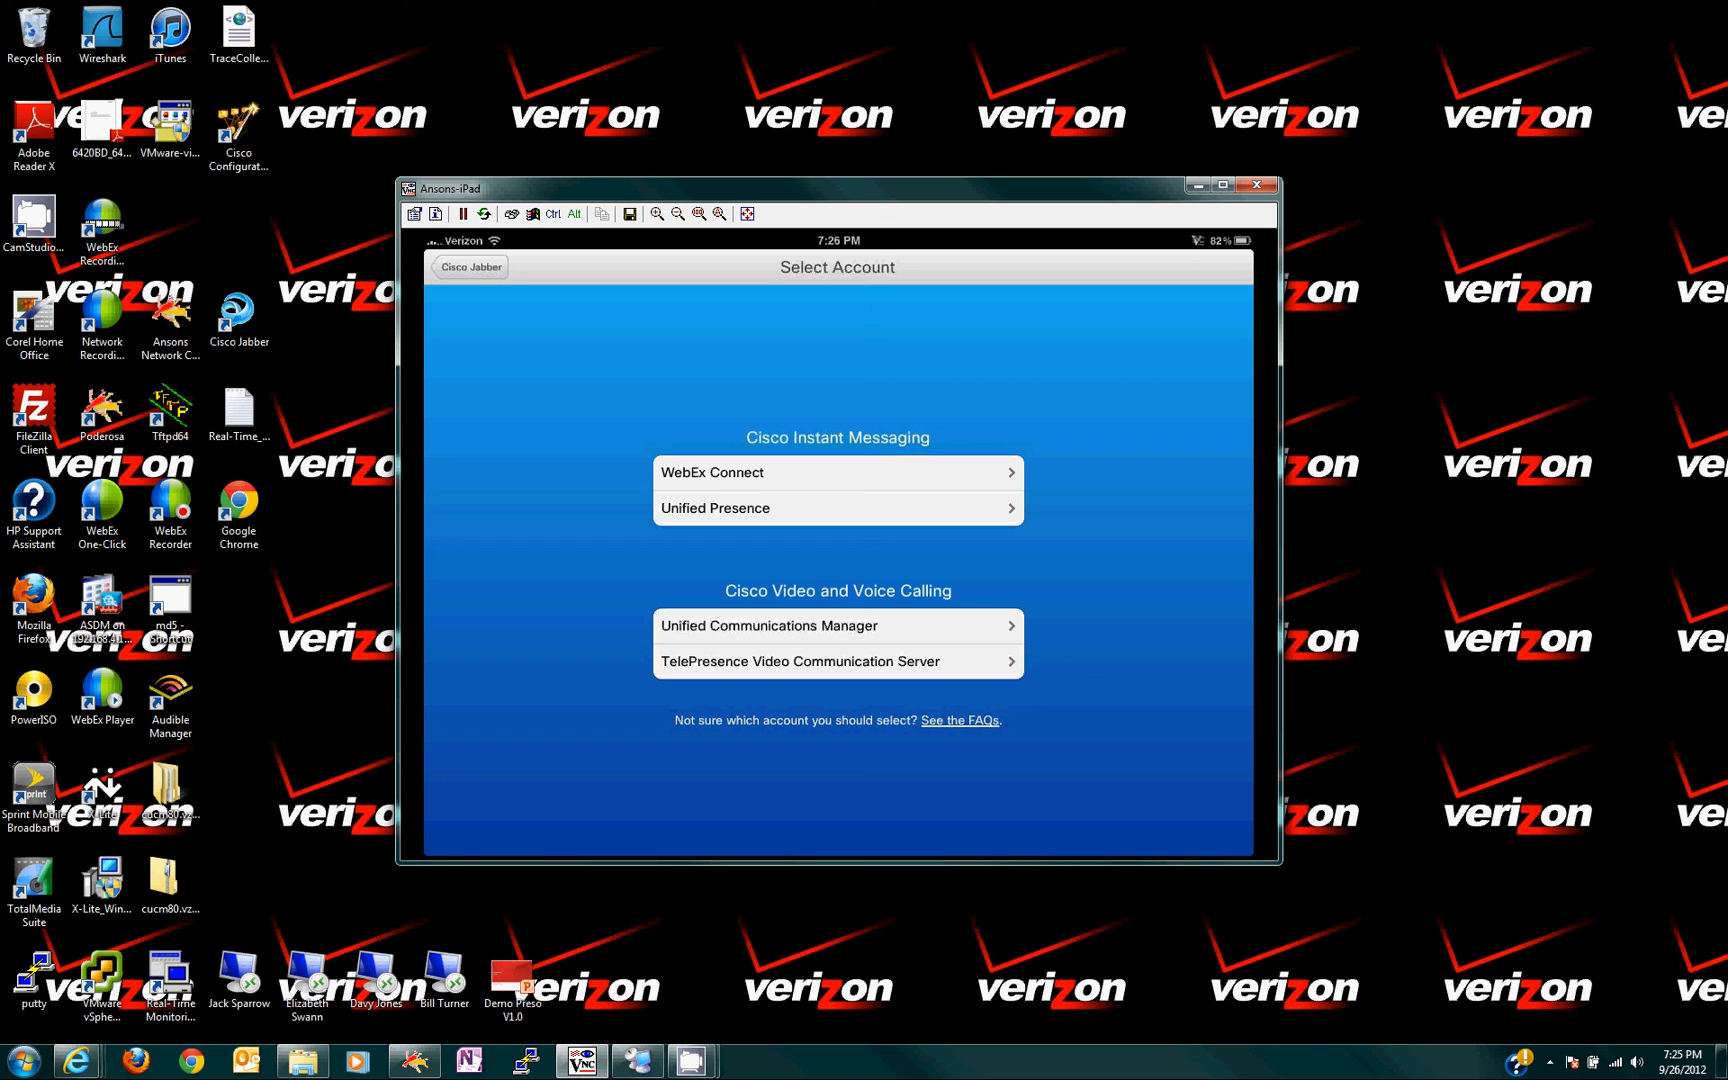 Recycle Bin
Wireshark
iTunes
TraceColle...
Adobe Reader X
6420BD_64...
VMware-vi...
Cisco Configurat...
CamStudio...
WebEx Recordi...
Corel Home Office
Network Recordi...
Ansons Network C...
Cisco Jabber
FileZilla Client
Poderosa
Tftpd64
Real-Time_...
HP Support Assistant
WebEx One-Click
WebEx Recorder
Google Chrome
Mozilla Firefox
ASDM on
md5 - Shortcut
PowerISO
WebEx Player
Audible Manager
Sprint Mobile Broadband
X-Lite
cucm80.vz...
TotalMedia Suite
X-Lite_Win...
cucm80.vz...
putty
VMware vSphe...
Real-Time Monitori...
Jack Sparrow
Elizabeth Swann
Davy Jones
Bill Turner
Demo Preso V1.0
verizon verizon verizon verizon verizon verizon
Ansons-iPad
Ctrl Alt
Verizon 7:26 PM 82%
Cisco Jabber Select Account
Cisco Instant Messaging
WebEx Connect
Unified Presence
Cisco Video and Voice Calling
Unified Communications Manager
TelePresence Video Communication Server
Not sure which account you should select? See the FAQs.
7:25 PM
9/26/2012